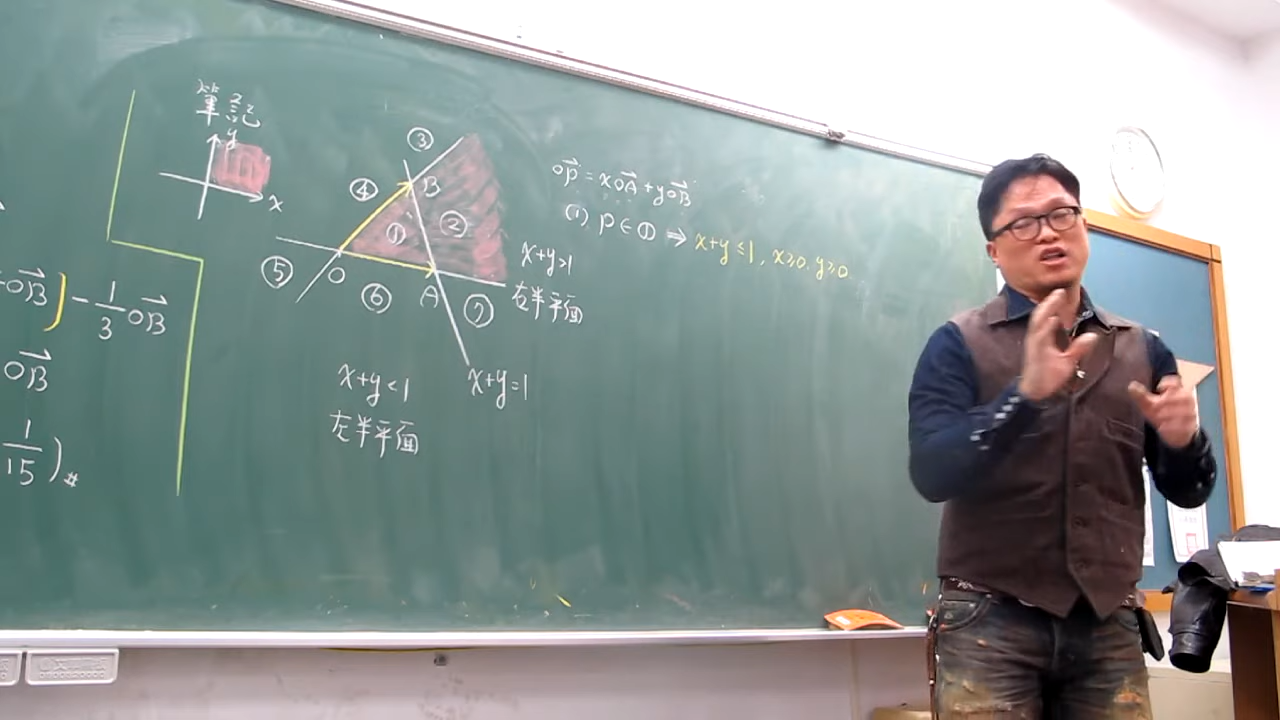 筆記
y
x
③
④
B
①
②
⑤
O
⑥
A
⑦
x+y>1
右半平面
x+y<1
左半平面
x+y=1
OP = xOA + yOB
(1) P∈① ⇒ x+y≤1, x≥0, y≥0.
OB) - 1/3 OB
OB
1/15)#